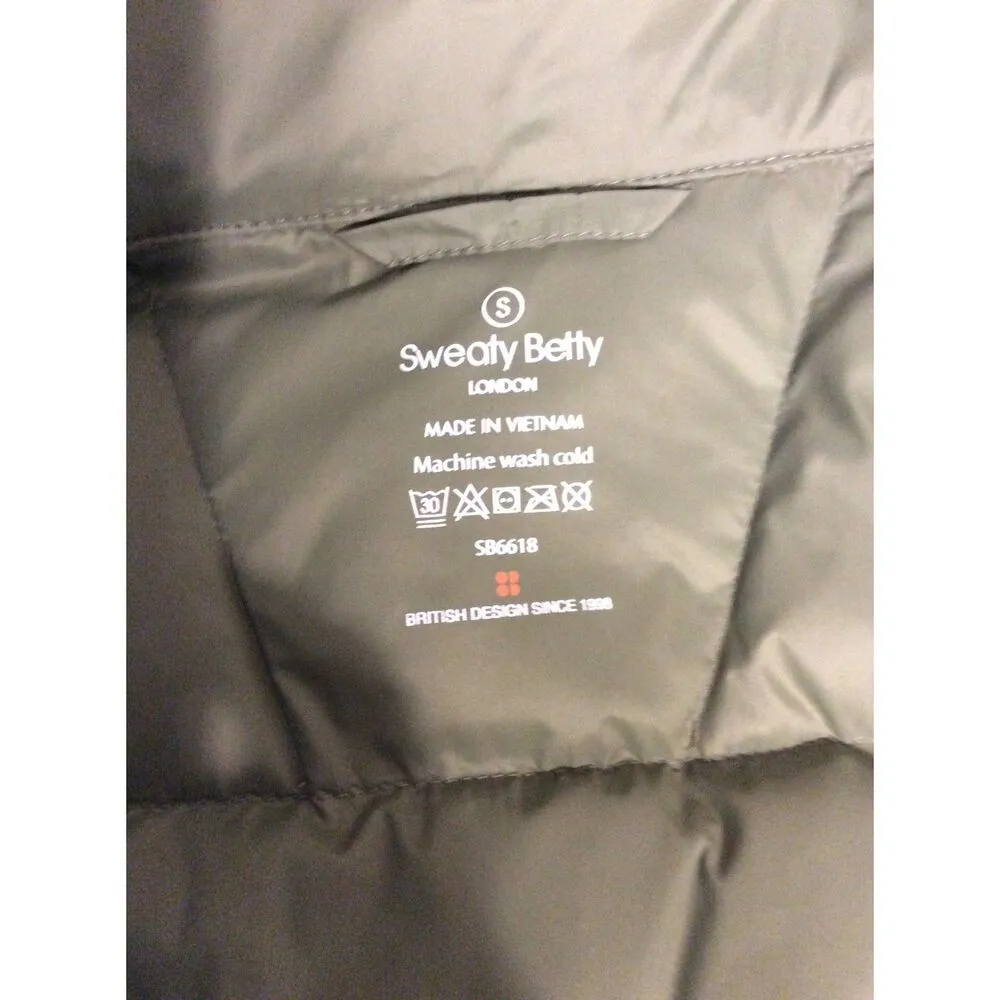 S
Sweaty Betty
LONDON
MADE IN VIETNAM
Machine wash cold
30
SB6618
BRITISH DESIGN SINCE 1998